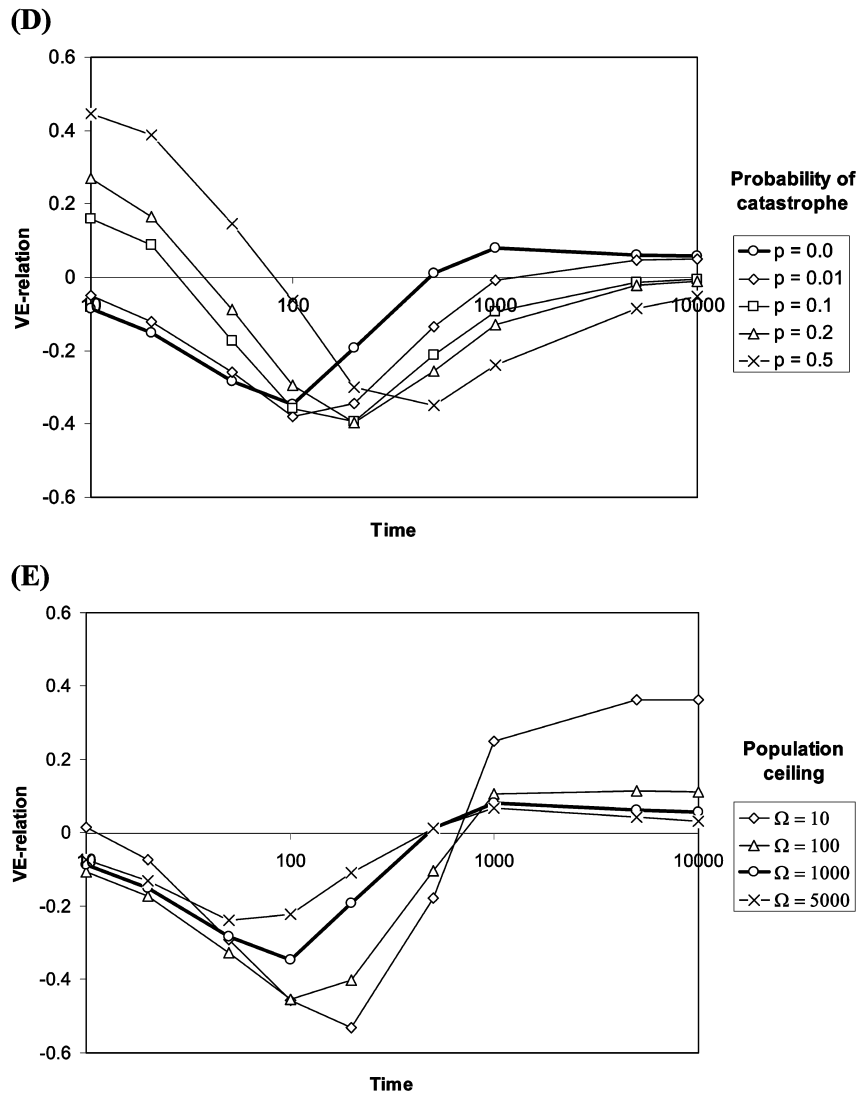 (D)
0.6
0.4
0.2
0
-0.2
-0.4
-0.6
VE-relation
10
100
1000
10000
Time
Probability of
catastrophe
p = 0.0
p = 0.01
p = 0.1
p = 0.2
p = 0.5
(E)
0.6
0.4
0.2
0
-0.2
-0.4
-0.6
VE-relation
10
100
1000
10000
Time
Population
ceiling
Ω = 10
Ω = 100
Ω = 1000
Ω = 5000